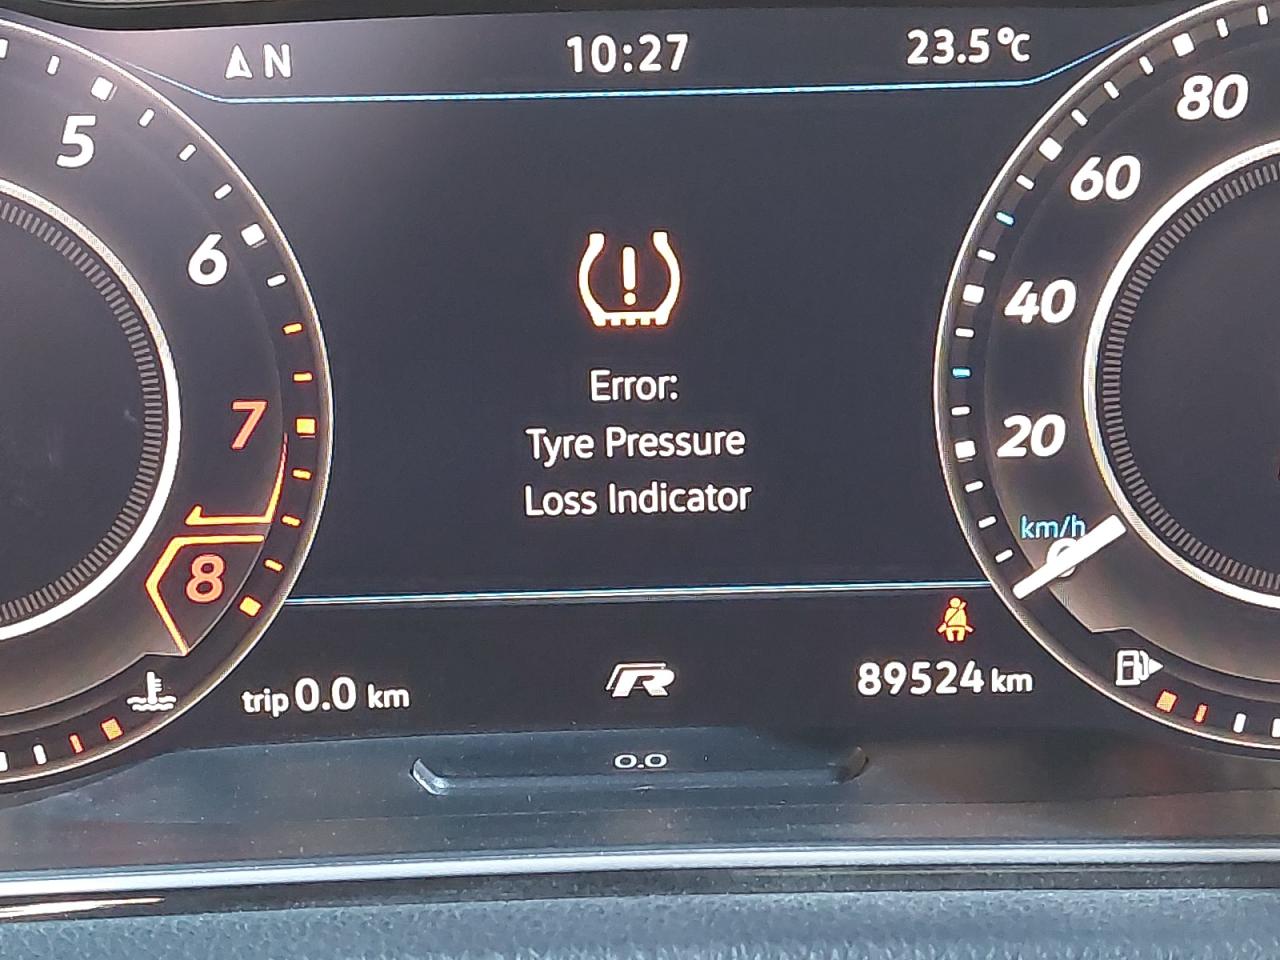 N
10:27
23.5°C
5
6
7
8
80
60
40
20
km/h
0
Error:
Tyre Pressure
Loss Indicator
trip 0.0 km
R
89524 km
0.0